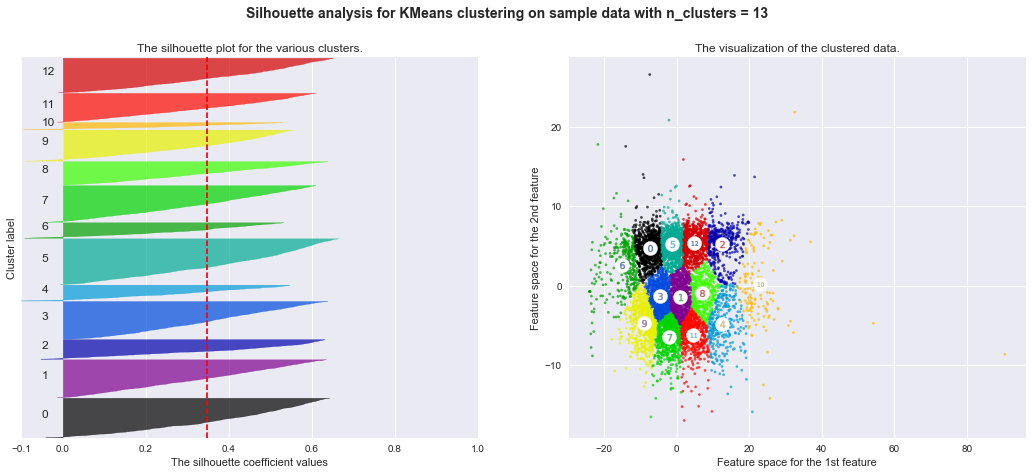 Silhouette analysis for KMeans clustering on sample data with n_clusters = 13
The silhouette plot for the various clusters.
12
11
10
9
8
7
6
5
4
3
2
1
0
Cluster label
−0.1 0.0 0.2 0.4 0.6 0.8 1.0
The silhouette coefficient values
The visualization of the clustered data.
20
10
0
−10
Feature space for the 2nd feature
0 5 12 2
6
10
3 1 8
9 7 11 4
−20 0 20 40 60 80
Feature space for the 1st feature